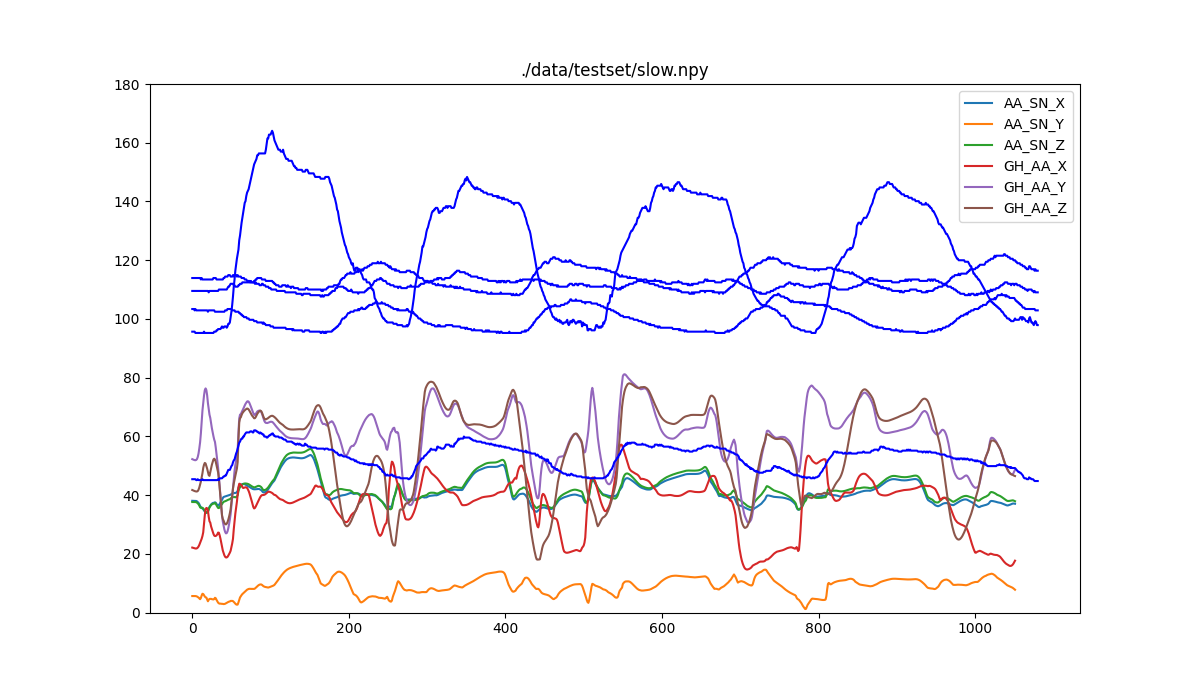 ./data/testset/slow.npy
180
160
140
120
100
80
60
40
20
0
0 200 400 600 800 1000
AA_SN_X
AA_SN_Y
AA_SN_Z
GH_AA_X
GH_AA_Y
GH_AA_Z